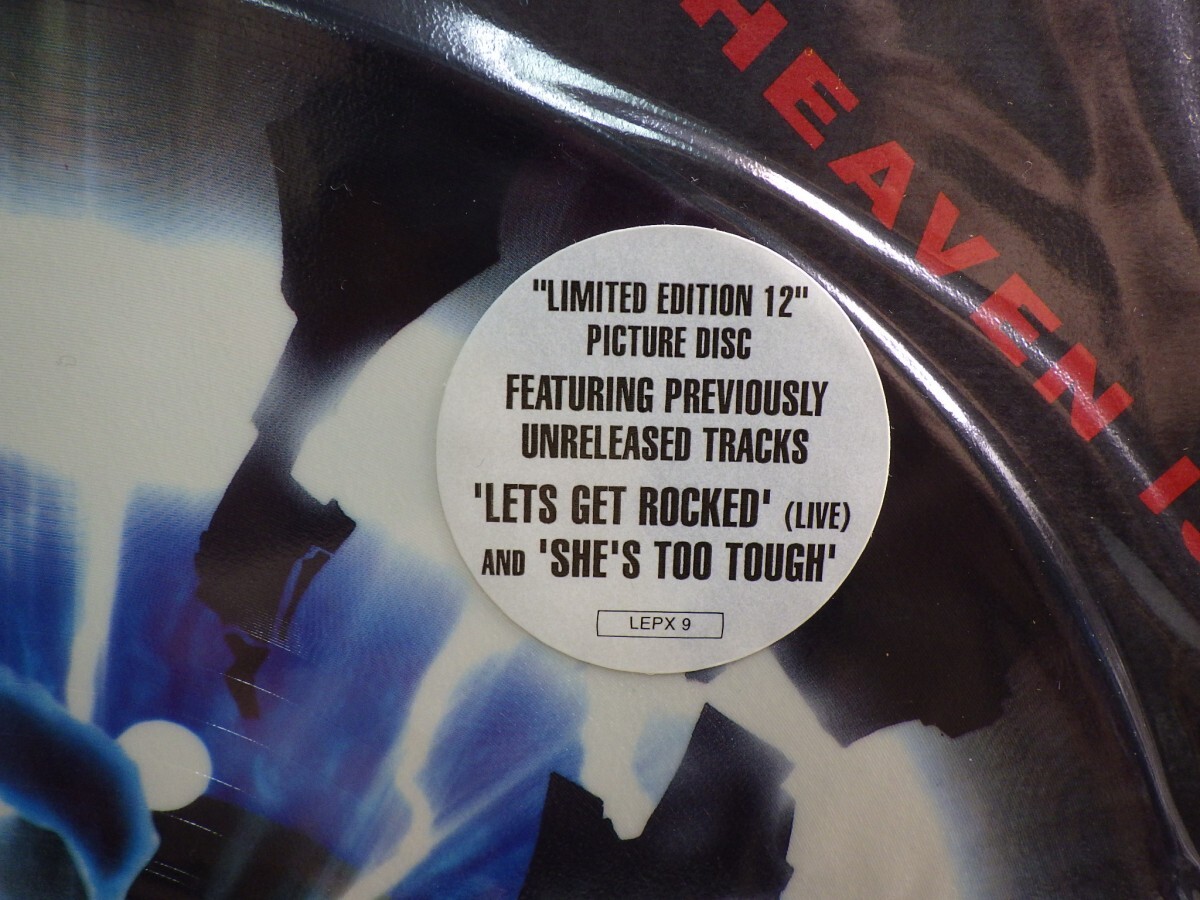 HEAVEN IS
"LIMITED EDITION 12"
PICTURE DISC
FEATURING PREVIOUSLY
UNRELEASED TRACKS
'LETS GET ROCKED' (LIVE)
AND 'SHE'S TOO TOUGH'
LEPX 9